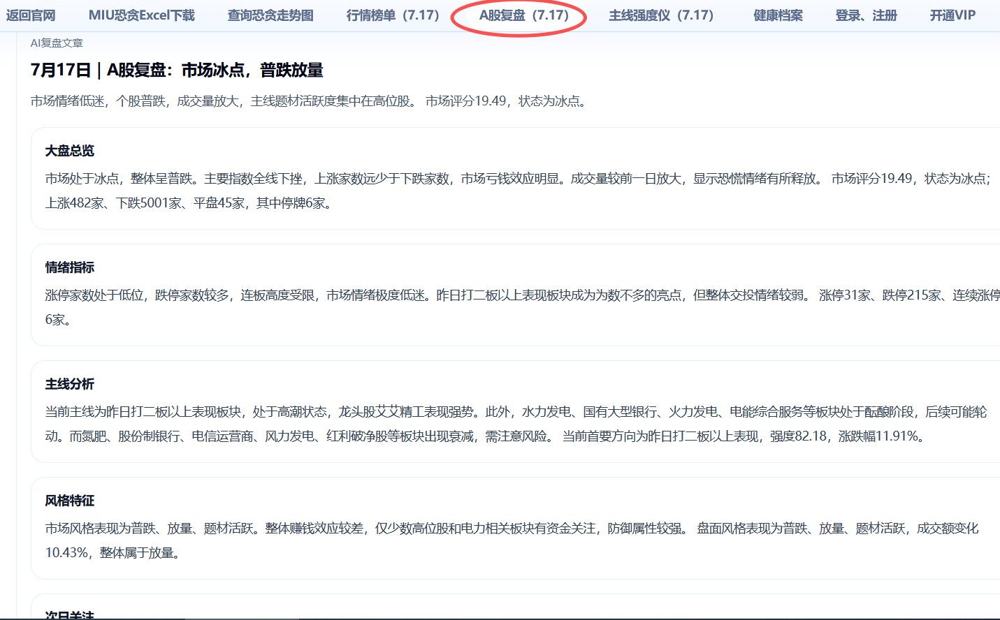 返回官网 MIU恐贪Excel下载 查询恐贪走势图 行情榜单（7.17） A股复盘（7.17） 主线强度仪（7.17） 健康档案 登录、注册 开通VIP
AI复盘文章
7月17日 | A股复盘：市场冰点，普跌放量
市场情绪低迷，个股普跌，成交量放大，主线题材活跃度集中在高位股。 市场评分19.49，状态为冰点。
大盘总览
市场处于冰点，整体呈普跌。主要指数全线下挫，上涨家数远少于下跌家数，市场亏钱效应明显。成交量较前一日放大，显示恐慌情绪有所释放。 市场评分19.49，状态为冰点；
上涨482家、下跌5001家、平盘45家，其中停牌6家。
情绪指标
涨停家数处于低位，跌停家数较多，连板高度受限，市场情绪极度低迷。昨日打二板以上表现板块成为为数不多的亮点，但整体交投情绪较弱。 涨停31家、跌停215家、连续涨停
6家。
主线分析
当前主线为昨日打二板以上表现板块，处于高潮状态，龙头股艾艾精工表现强势。此外，水力发电、国有大型银行、火力发电、电能综合服务等板块处于酝酿阶段，后续可能轮
动。而氮肥、股份制银行、电信运营商、风力发电、红利破净股等板块出现衰减，需注意风险。 当前首要方向为昨日打二板以上表现，强度82.18，涨跌幅11.91%。
风格特征
市场风格表现为普跌、放量、题材活跃。整体赚钱效应较差，仅少数高位股和电力相关板块有资金关注，防御属性较强。 盘面风格表现为普跌、放量、题材活跃，成交额变化
10.43%，整体属于放量。
次日关注